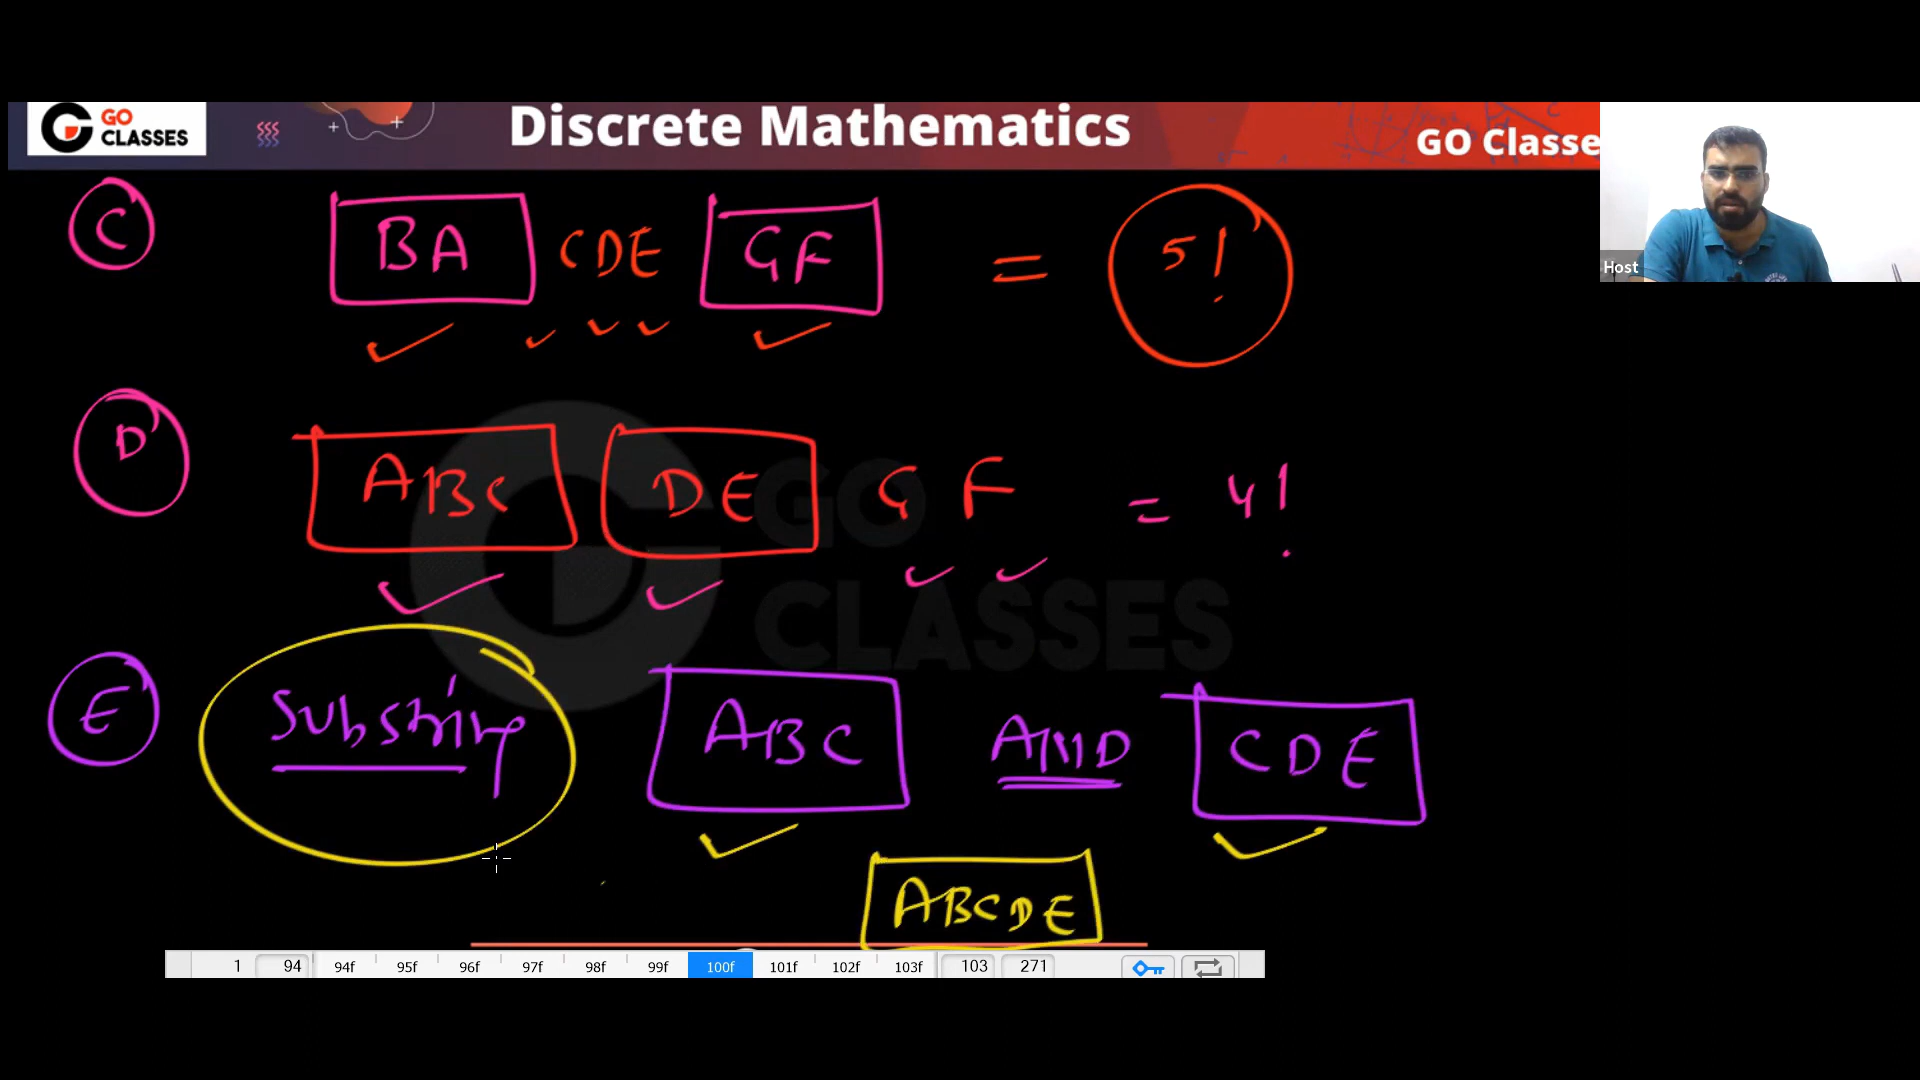 GO
CLASSES
Discrete Mathematics
GO Classe
Host
C BA CDE GF = 5!
D ABC DE G F = 4!
GO
CLASSES
E Substring ABC AND CDE
ABCDE
1 94 94f 95f 96f 97f 98f 99f 100f 101f 102f 103f 103 271